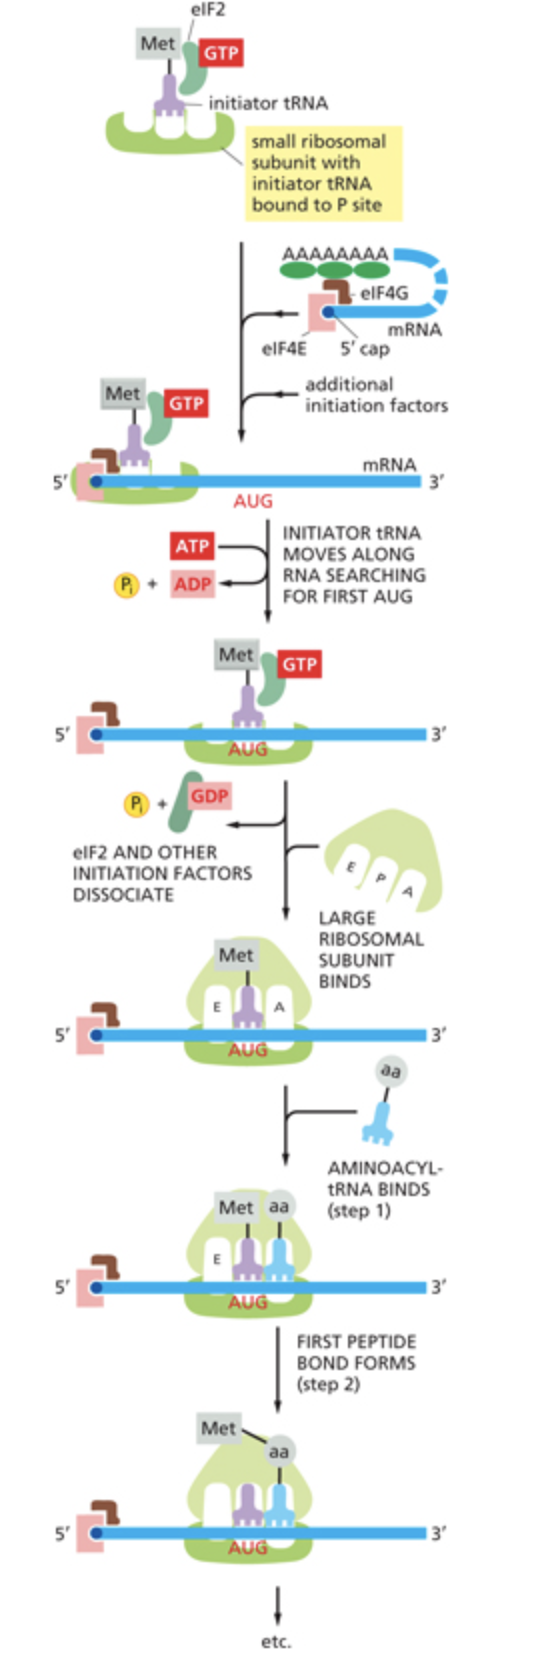 eIF2
Met
GTP
initiator tRNA
small ribosomal
subunit with
initiator tRNA
bound to P site
AAAAAAAA
eIF4G
mRNA
eIF4E
5′ cap
additional
initiation factors
Met
GTP
mRNA
5′
3′
AUG
ATP
Pi + ADP
INITIATOR tRNA
MOVES ALONG
RNA SEARCHING
FOR FIRST AUG
Met
GTP
5′
3′
AUG
Pi + GDP
eIF2 AND OTHER
INITIATION FACTORS
DISSOCIATE
E P A
LARGE
RIBOSOMAL
SUBUNIT
BINDS
Met
E
A
5′
3′
AUG
aa
AMINOACYL-
tRNA BINDS
(step 1)
Met
aa
E
5′
3′
AUG
FIRST PEPTIDE
BOND FORMS
(step 2)
Met
aa
5′
3′
AUG
etc.